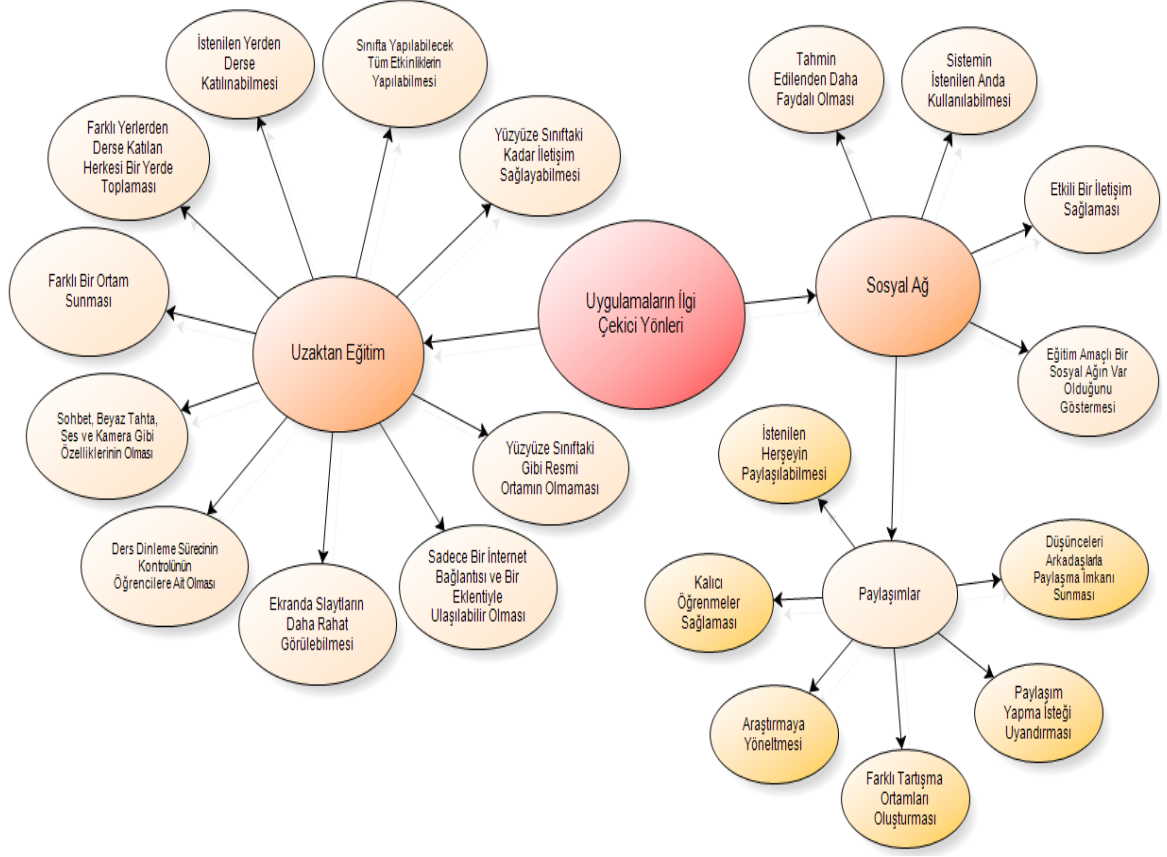 İstenilen Yerden
Derse
Katılınabilmesi
Sınıfta Yapılabilecek
Tüm Etkinliklerin
Yapılabilmesi
Farklı Yerlerden
Derse Katılan
Herkesi Bir Yerde
Toplaması
Yüzyüze Sınıftaki
Kadar İletişim
Sağlayabilmesi
Farklı Bir Ortam
Sunması
Uzaktan Eğitim
Sohbet, Beyaz Tahta,
Ses ve Kamera Gibi
Özelliklerinin Olması
Yüzyüze Sınıftaki
Gibi Resmi
Ortamın Olmaması
Ders Dinleme Sürecinin
Kontrolünün
Öğrencilere Ait Olması
Ekranda Slaytların
Daha Rahat
Görülebilmesi
Sadece Bir İnternet
Bağlantısı ve Bir
Eklentiyle
Ulaşılabilir Olması
Uygulamaların İlgi
Çekici Yönleri
Tahmin
Edilenden Daha
Faydalı Olması
Sistemin
İstenilen Anda
Kullanılabilmesi
Etkili Bir İletişim
Sağlaması
Sosyal Ağ
Eğitim Amaçlı Bir
Sosyal Ağın Var
Olduğunu
Göstermesi
İstenilen
Herşeyin
Paylaşılabilmesi
Düşünceleri
Arkadaşlarla
Paylaşma İmkanı
Sunması
Kalıcı
Öğrenmeler
Sağlaması
Paylaşımlar
Araştırmaya
Yöneltmesi
Paylaşım
Yapma İsteği
Uyandırması
Farklı Tartışma
Ortamları
Oluşturması